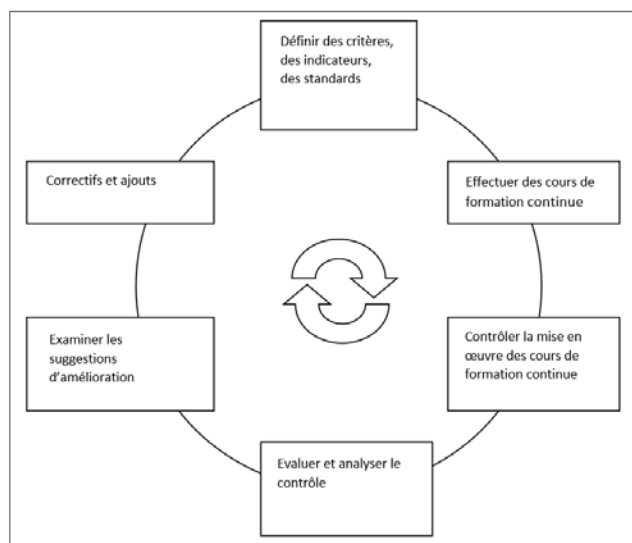 Définir des critères,
des indicateurs,
des standards
Effectuer des cours de
formation continue
Contrôler la mise en
œuvre des cours de
formation continue
Evaluer et analyser le
contrôle
Examiner les
suggestions
d’amélioration
Correctifs et ajouts